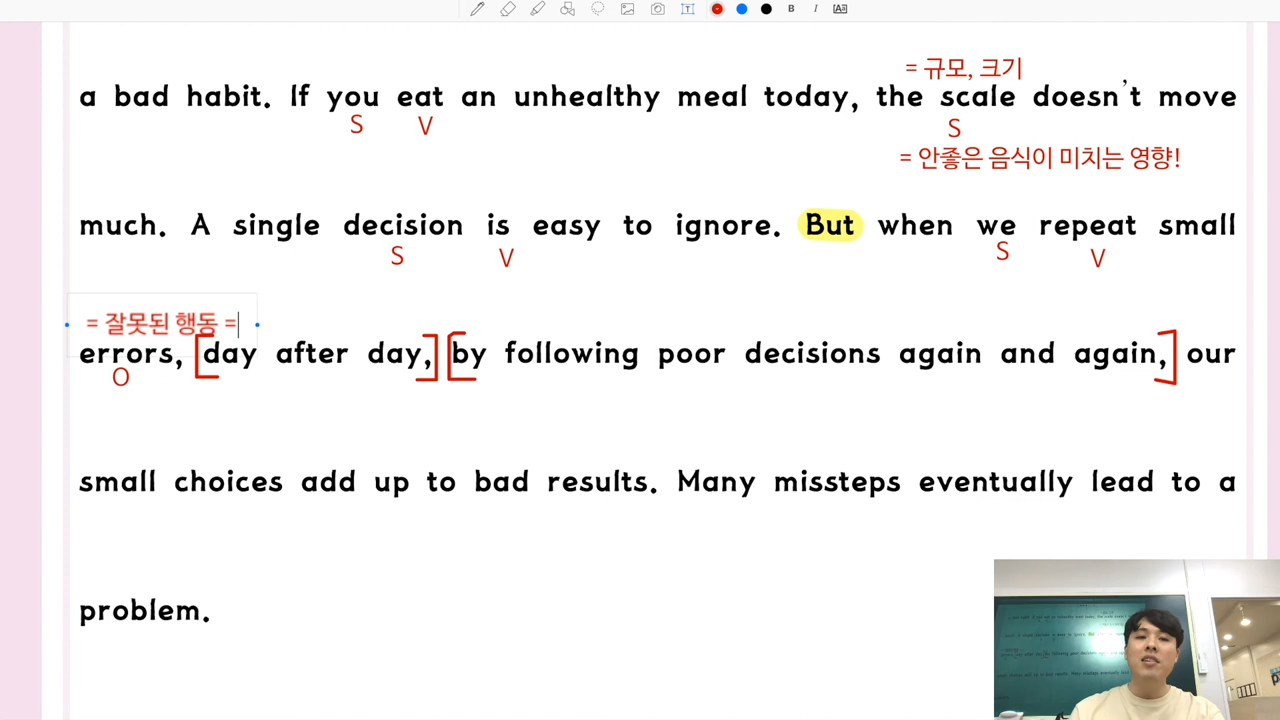 B I A
= 규모, 크기
a bad habit. If you eat an unhealthy meal today, the scale doesn't move
S V S
= 안좋은 음식이 미치는 영향!
much. A single decision is easy to ignore. But when we repeat small
S V S V
= 잘못된 행동 =
errors, [day after day,] [by following poor decisions again and again,] our
O
small choices add up to bad results. Many missteps eventually lead to a
problem.